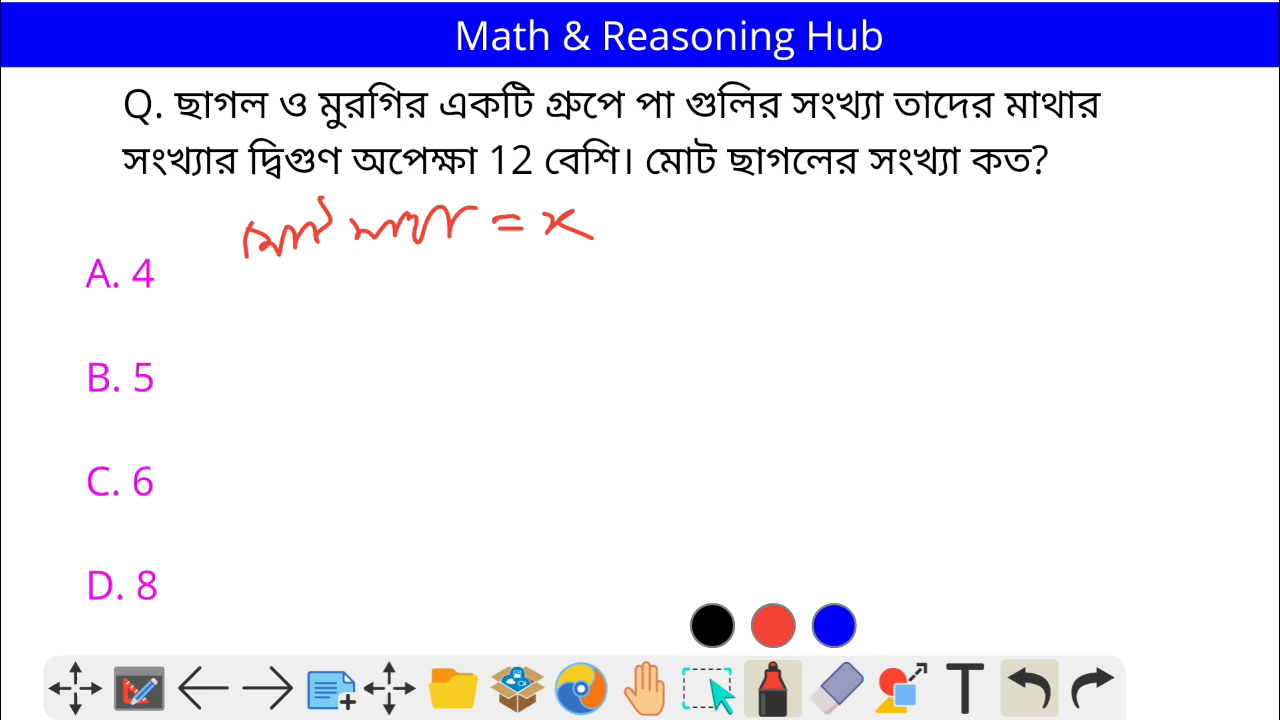 Math & Reasoning Hub
Q. ছাগল ও মুরগির একটি গ্রুপে পা গুলির সংখ্যা তাদের মাথার
সংখ্যার দ্বিগুণ অপেক্ষা 12 বেশি। মোট ছাগলের সংখ্যা কত?
= x
A. 4
B. 5
C. 6
D. 8
T